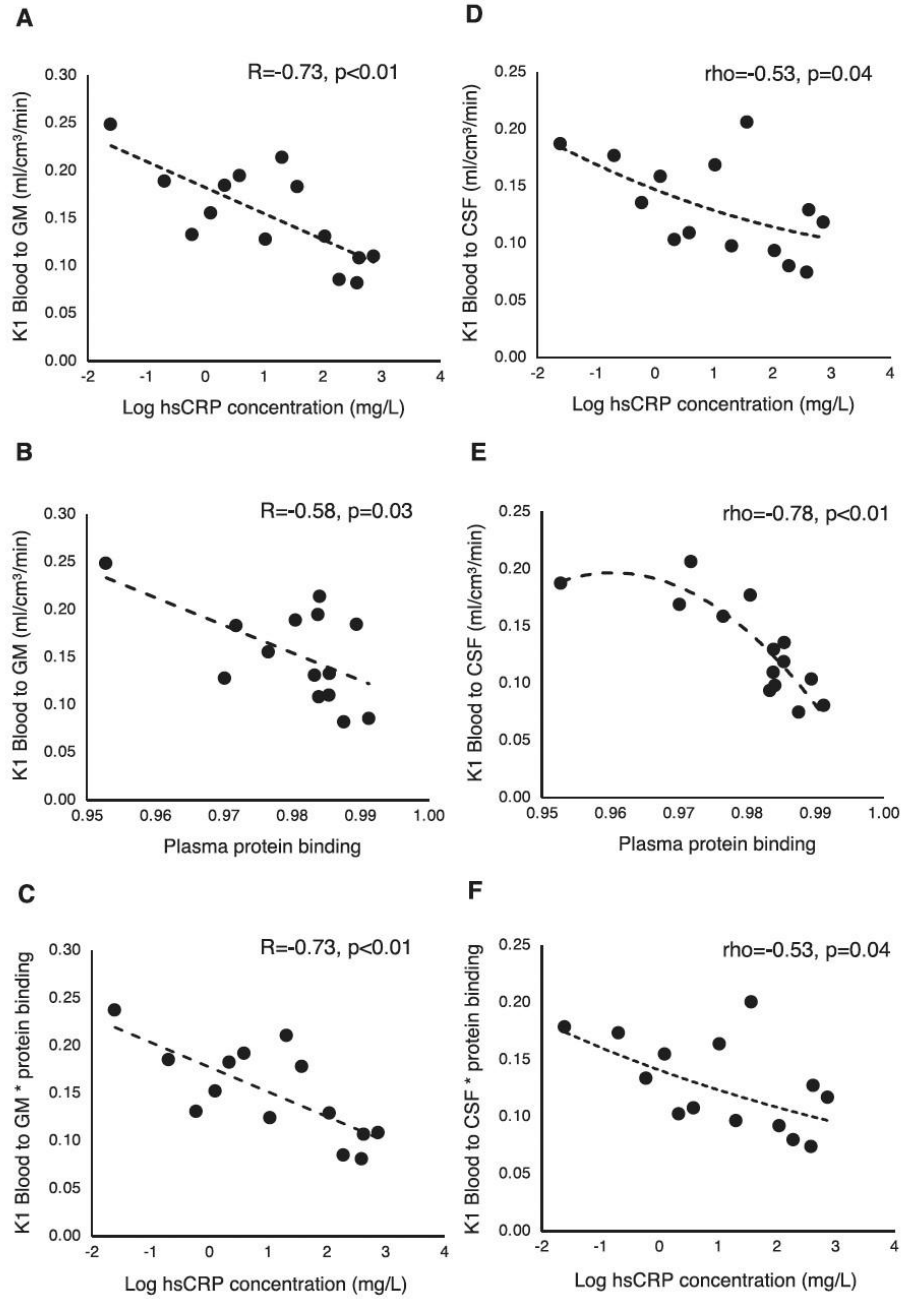 A
R=-0.73, p<0.01
K1 Blood to GM (ml/cm³/min)
0.30
0.25
0.20
0.15
0.10
0.05
0.00
-2 -1 0 1 2 3 4
Log hsCRP concentration (mg/L)
D
rho=-0.53, p=0.04
K1 Blood to CSF (ml/cm³/min)
0.25
0.20
0.15
0.10
0.05
0.00
-2 -1 0 1 2 3 4
Log hsCRP concentration (mg/L)
B
R=-0.58, p=0.03
K1 Blood to GM (ml/cm³/min)
0.30
0.25
0.20
0.15
0.10
0.05
0.00
0.95 0.96 0.97 0.98 0.99 1.00
Plasma protein binding
E
rho=-0.78, p<0.01
K1 Blood to CSF (ml/cm³/min)
0.25
0.20
0.15
0.10
0.05
0.00
0.95 0.96 0.97 0.98 0.99 1.00
Plasma protein binding
C
R=-0.73, p<0.01
K1 Blood to GM * protein binding
0.30
0.25
0.20
0.15
0.10
0.05
0.00
-2 -1 0 1 2 3 4
Log hsCRP concentration (mg/L)
F
rho=-0.53, p=0.04
K1 Blood to CSF * protein binding
0.25
0.20
0.15
0.10
0.05
0.00
-2 -1 0 1 2 3 4
Log hsCRP concentration (mg/L)